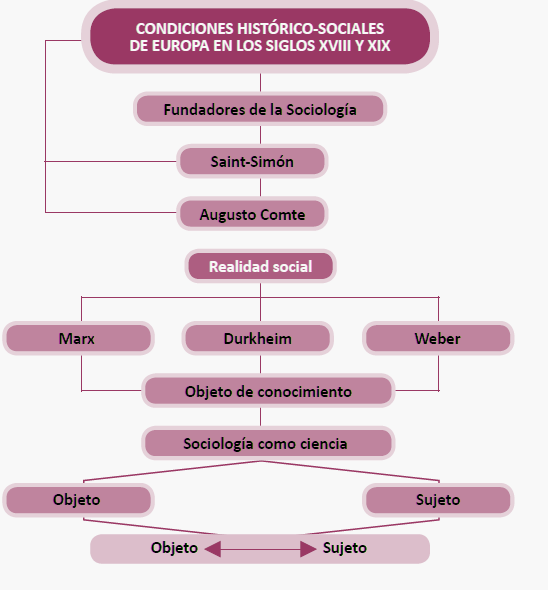 CONDICIONES HISTÓRICO-SOCIALES
DE EUROPA EN LOS SIGLOS XVIII Y XIX
Fundadores de la Sociología
Saint-Simón
Augusto Comte
Realidad social
Marx
Durkheim
Weber
Objeto de conocimiento
Sociología como ciencia
Objeto
Sujeto
Objeto
Sujeto